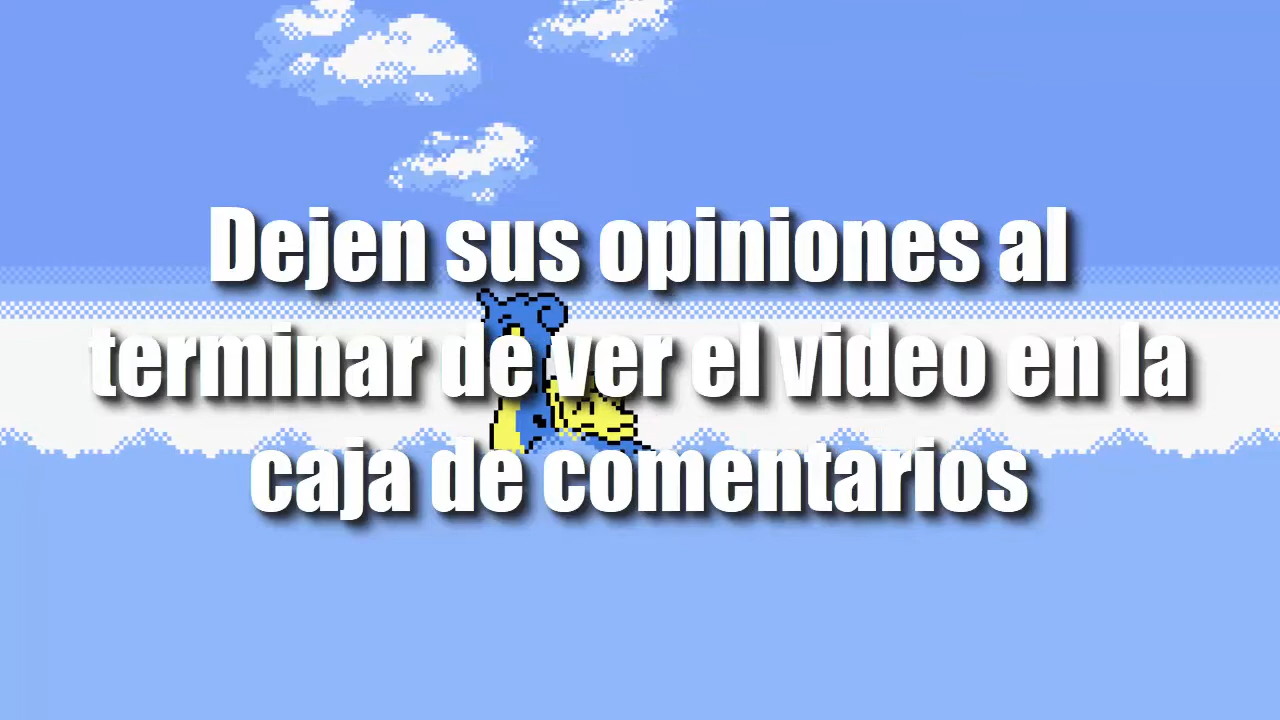 Dejen sus opiniones al
terminar de ver el video en la
caja de comentarios